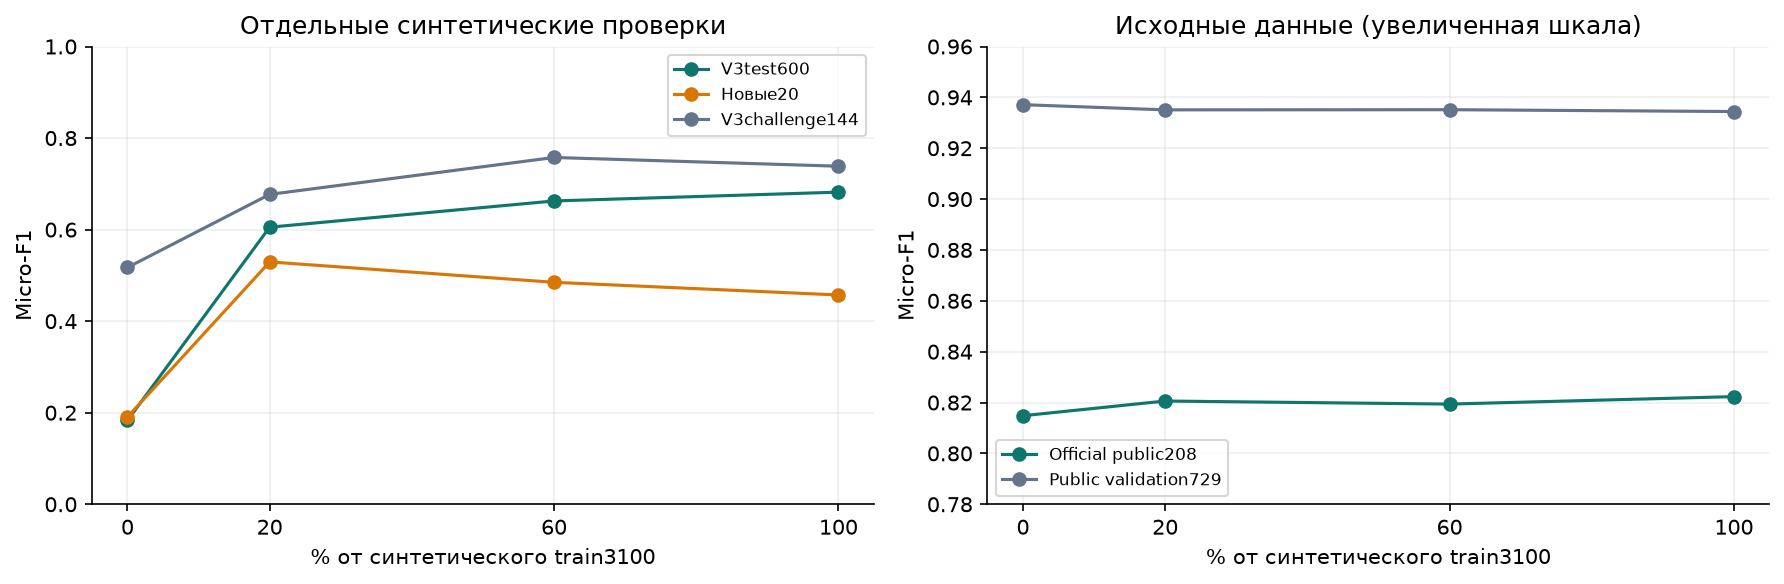 Отдельные синтетические проверки
Micro-F1
1.0
0.8
0.6
0.4
0.2
0.0
V3test600
Новые20
V3challenge144
0 20 60 100
% от синтетического train3100
Исходные данные (увеличенная шкала)
Micro-F1
0.96
0.94
0.92
0.90
0.88
0.86
0.84
0.82
0.80
0.78
Official public208
Public validation729
0 20 60 100
% от синтетического train3100